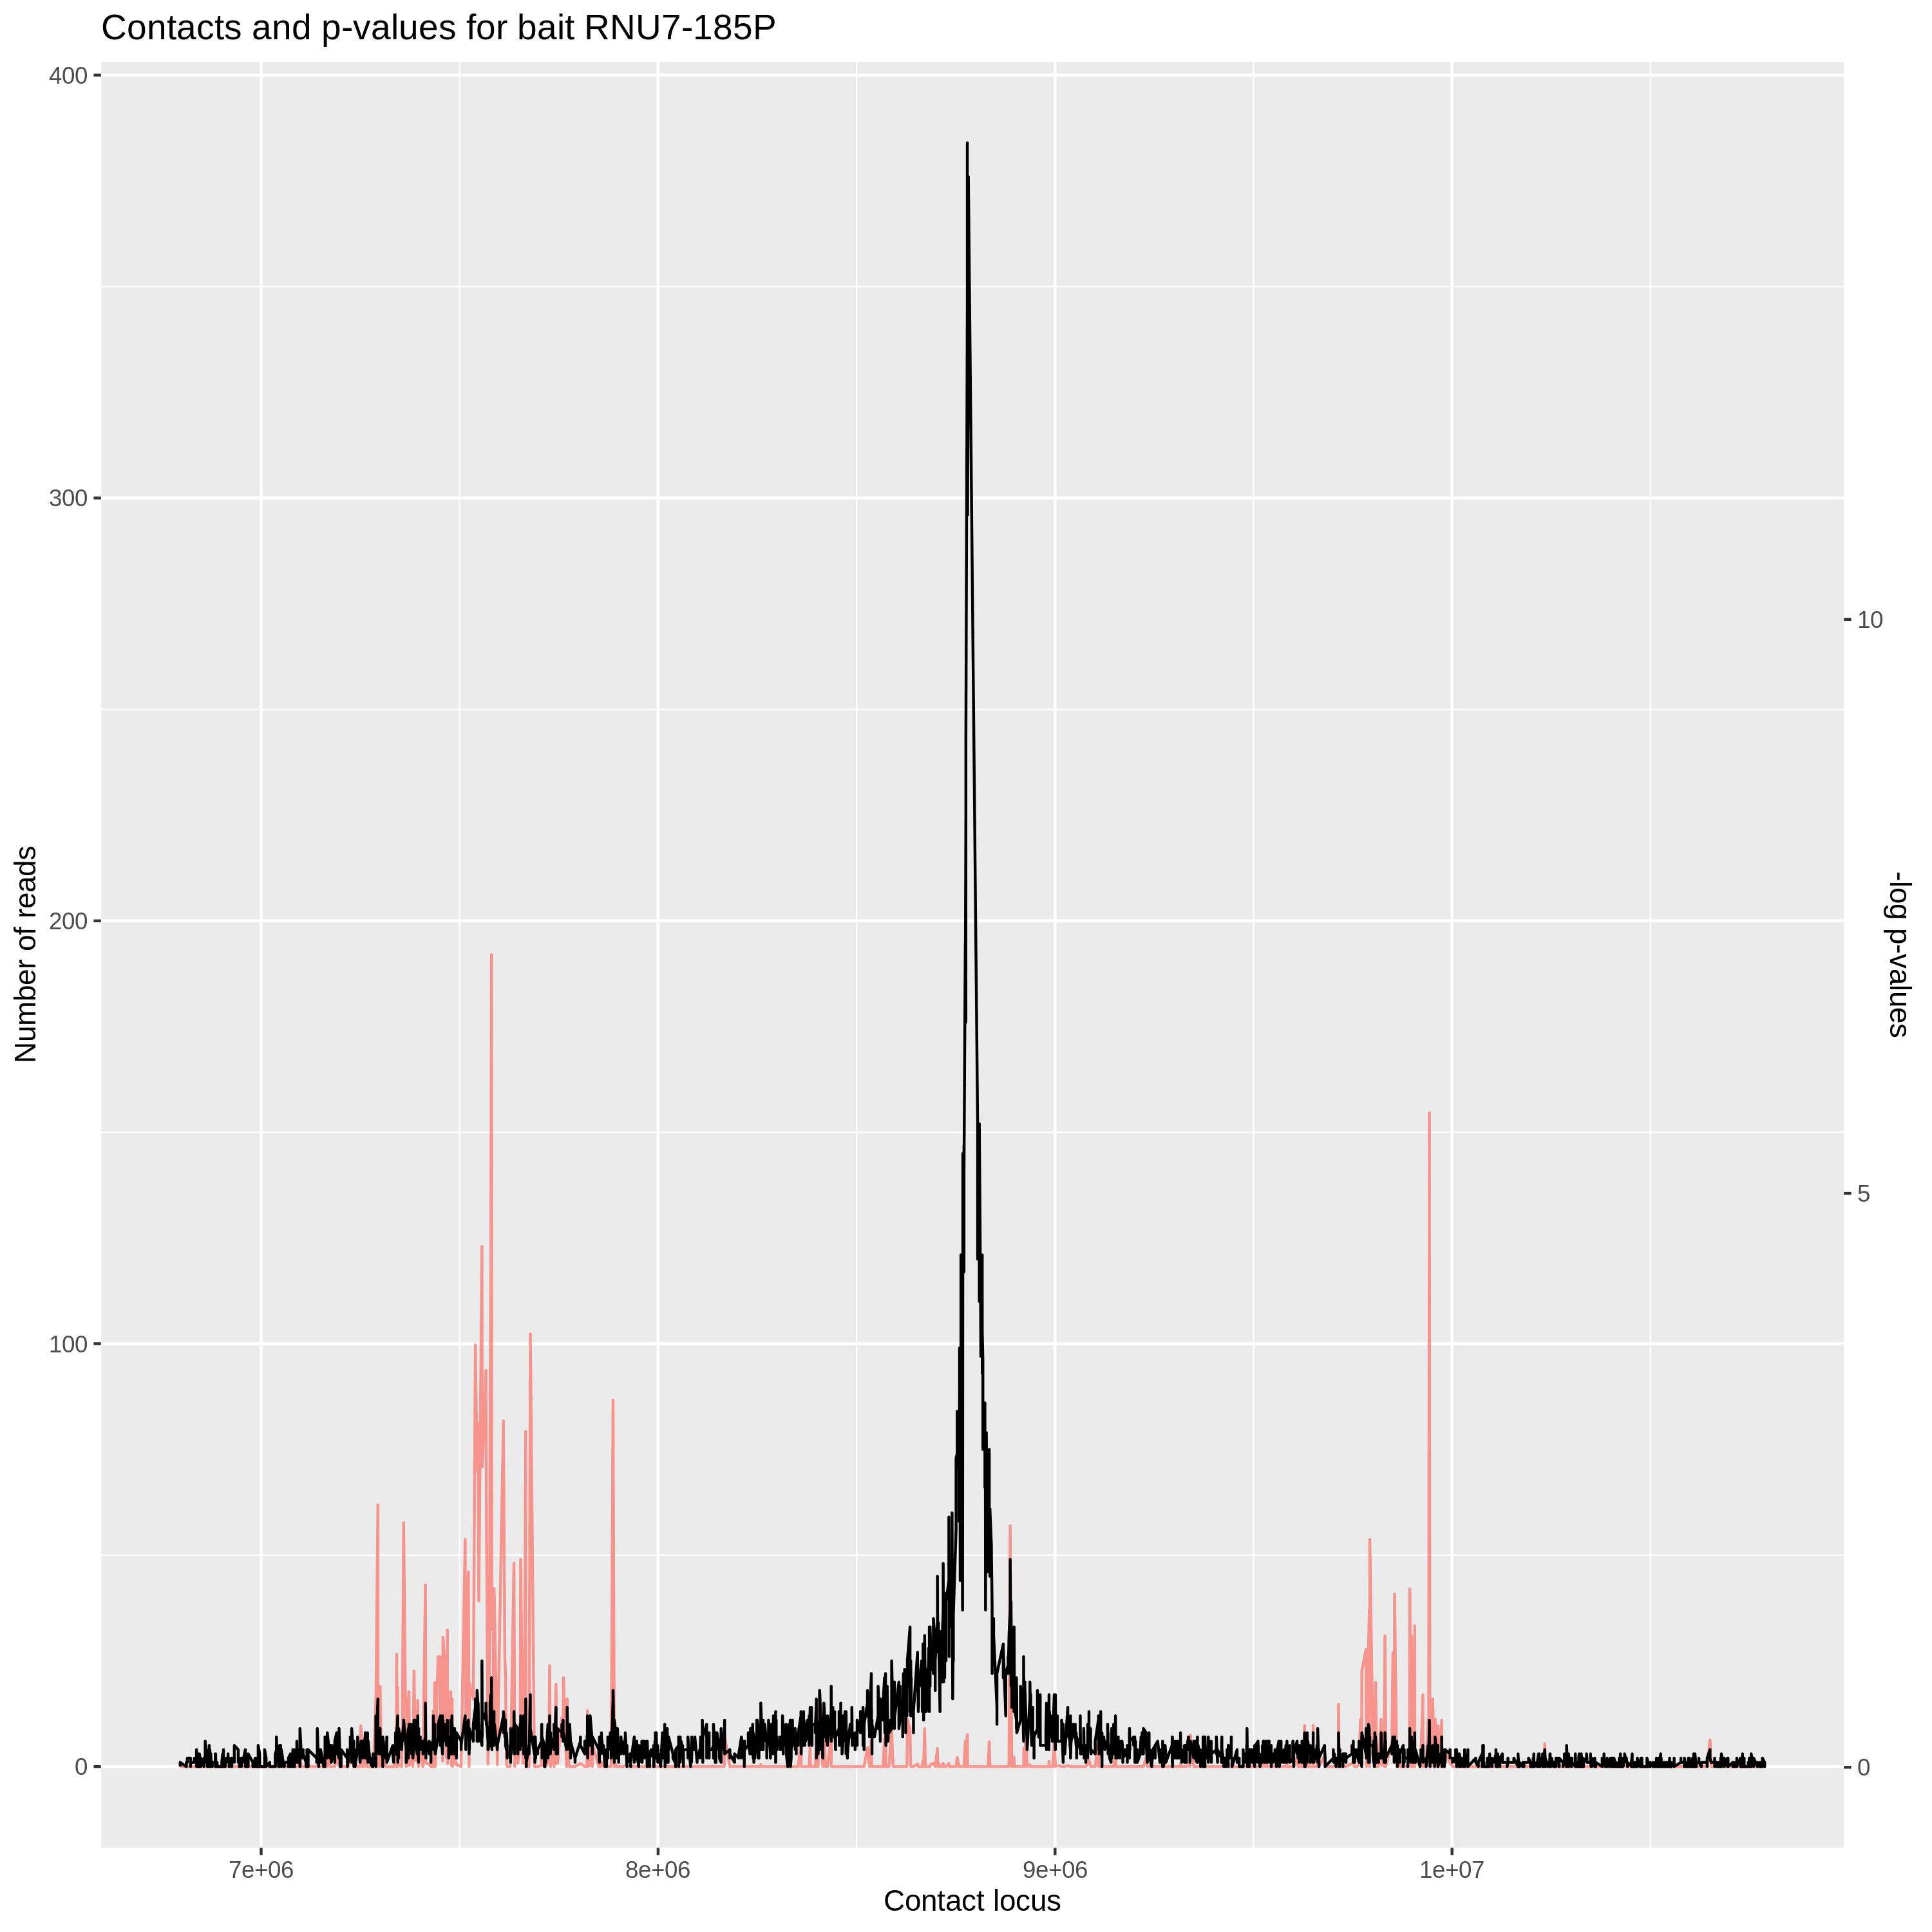 Contacts and p-values for bait RNU7-185P
400
300
200
100
0
Number of reads
10
5
0
-log p-values
7e+06
8e+06
9e+06
1e+07
Contact locus